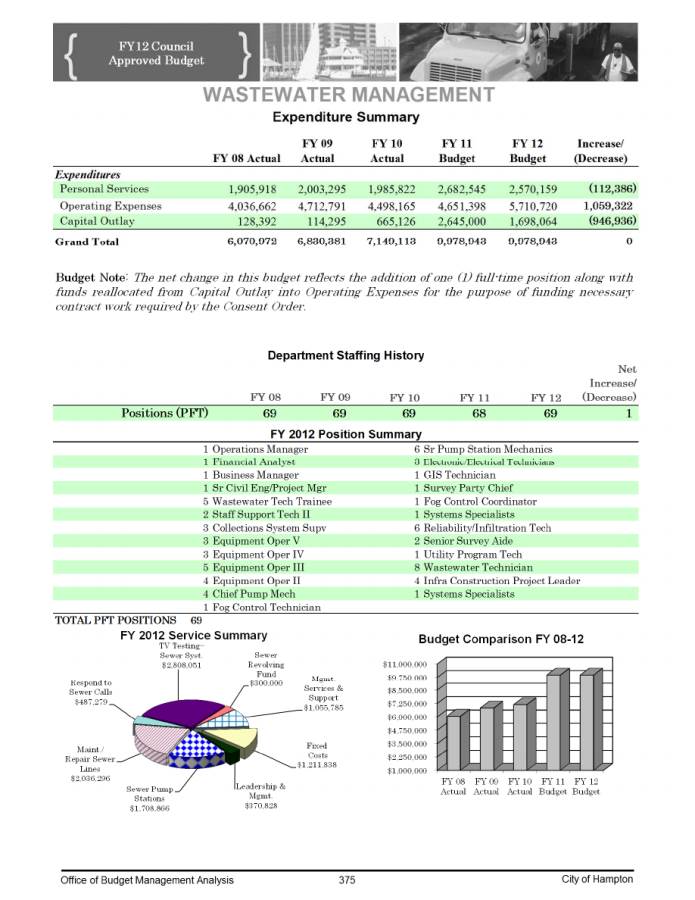 FY12 Council
Approved Budget
WASTEWATER MANAGEMENT
Expenditure Summary
FY 08 Actual FY 09 Actual FY 10 Actual FY 11 Budget FY 12 Budget Increase/ (Decrease)
Expenditures
Personal Services 1,905,918 2,003,295 1,985,822 2,682,545 2,570,159 (112,386)
Operating Expenses 4,036,662 4,712,791 4,498,165 4,651,398 5,710,720 1,059,322
Capital Outlay 128,392 114,295 665,126 2,645,000 1,698,064 (946,936)
Grand Total 6,070,972 6,830,381 7,149,113 9,978,943 9,978,943 0
Budget Note: The net change in this budget reflects the addition of one (1) full-time position along with
funds reallocated from Capital Outlay into Operating Expenses for the purpose of funding necessary
contract work required by the Consent Order.
Department Staffing History
FY 08 FY 09 FY 10 FY 11 FY 12 Net Increase/ (Decrease)
Positions (PFT) 69 69 69 68 69 1
FY 2012 Position Summary
1 Operations Manager 6 Sr Pump Station Mechanics
1 Financial Analyst 3 Electronic/Electrical Technicians
1 Business Manager 1 GIS Technician
1 Sr Civil Eng/Project Mgr 1 Survey Party Chief
5 Wastewater Tech Trainee 1 Fog Control Coordinator
2 Staff Support Tech II 1 Systems Specialists
3 Collections System Supv 6 Reliability/Infiltration Tech
3 Equipment Oper V 2 Senior Survey Aide
3 Equipment Oper IV 1 Utility Program Tech
5 Equipment Oper III 8 Wastewater Technician
4 Equipment Oper II 4 Infra Construction Project Leader
4 Chief Pump Mech 1 Systems Specialists
1 Fog Control Technician
TOTAL PFT POSITIONS 69
FY 2012 Service Summary
TV Testing-
Sewer Syst.
$2,808,051
Sewer
Revolving
Fund
$300,000
Mgmt.
Services &
Support
$1,055,785
Fixed
Costs
$1,211,838
Leadership &
Mgmt.
$370,828
Sewer Pump
Stations
$1,708,866
Maint./
Repair Sewer
Lines
$2,036,296
Respond to
Sewer Calls
$487,279
Budget Comparison FY 08-12
$11,000,000
$9,750,000
$8,500,000
$7,250,000
$6,000,000
$4,750,000
$3,500,000
$2,250,000
$1,000,000
FY 08 FY 09 FY 10 FY 11 FY 12
Actual Actual Actual Budget Budget
Office of Budget Management Analysis 375 City of Hampton